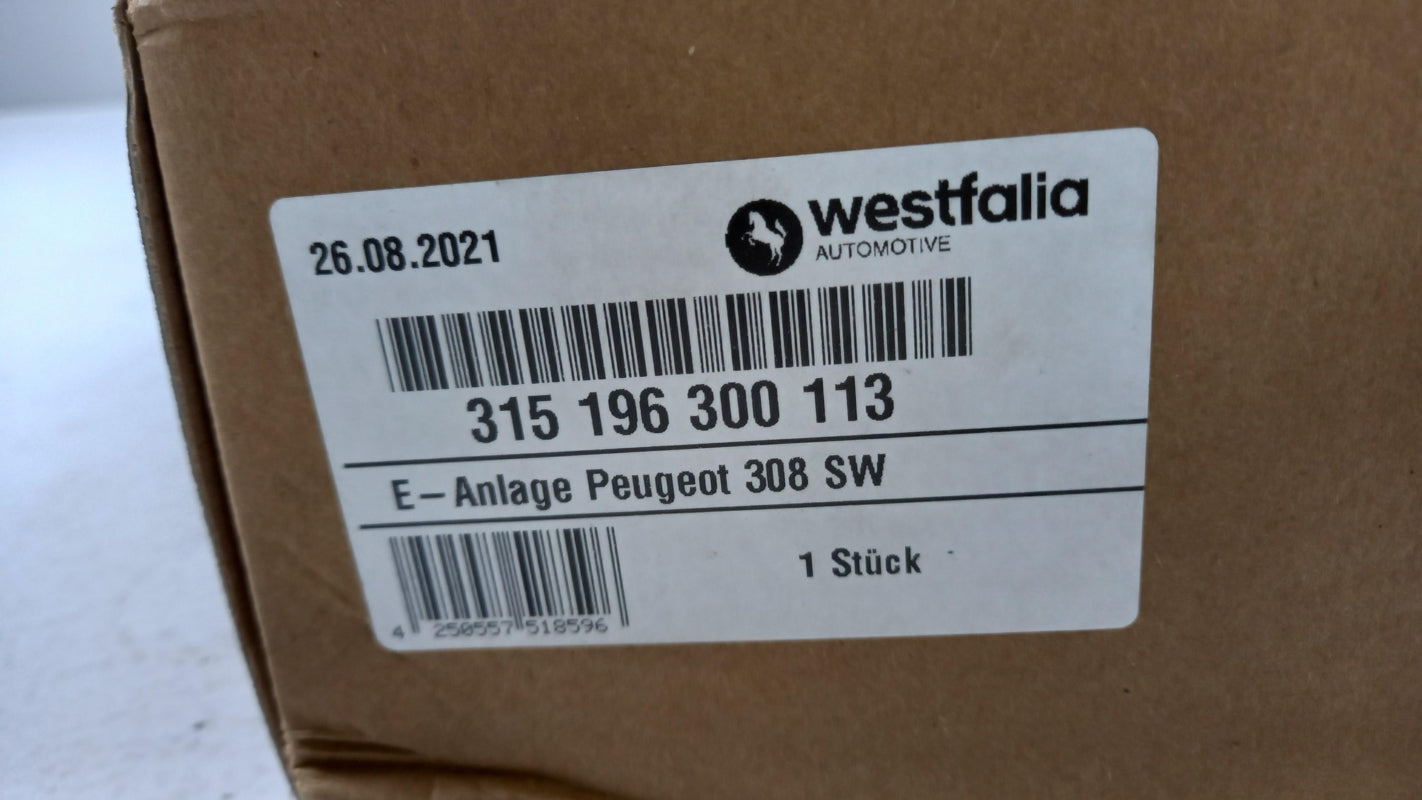 26.08.2021
westfalia
AUTOMOTIVE
315 196 300 113
E-Anlage Peugeot 308 SW
1 Stück
4 250557 518596